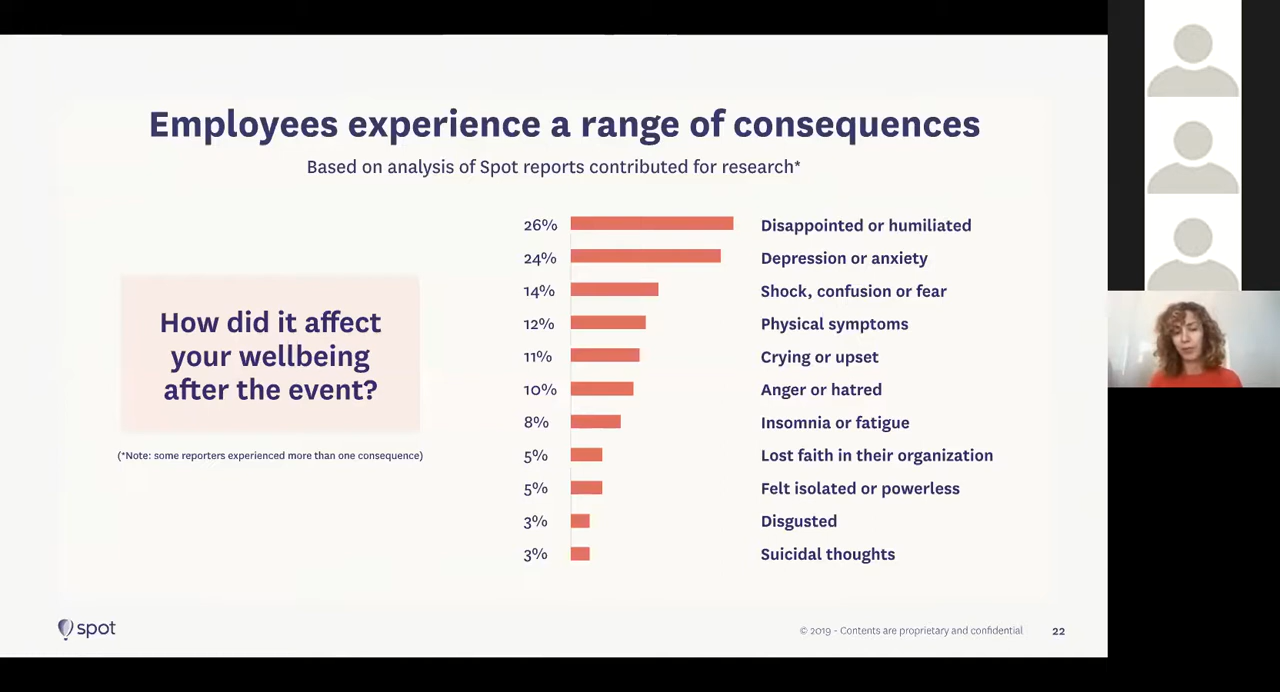 Employees experience a range of consequences
Based on analysis of Spot reports contributed for research*
How did it affect
your wellbeing
after the event?
(*Note: some reporters experienced more than one consequence)
26% Disappointed or humiliated
24% Depression or anxiety
14% Shock, confusion or fear
12% Physical symptoms
11% Crying or upset
10% Anger or hatred
8% Insomnia or fatigue
5% Lost faith in their organization
5% Felt isolated or powerless
3% Disgusted
3% Suicidal thoughts
spot
© 2019 - Contents are proprietary and confidential 22